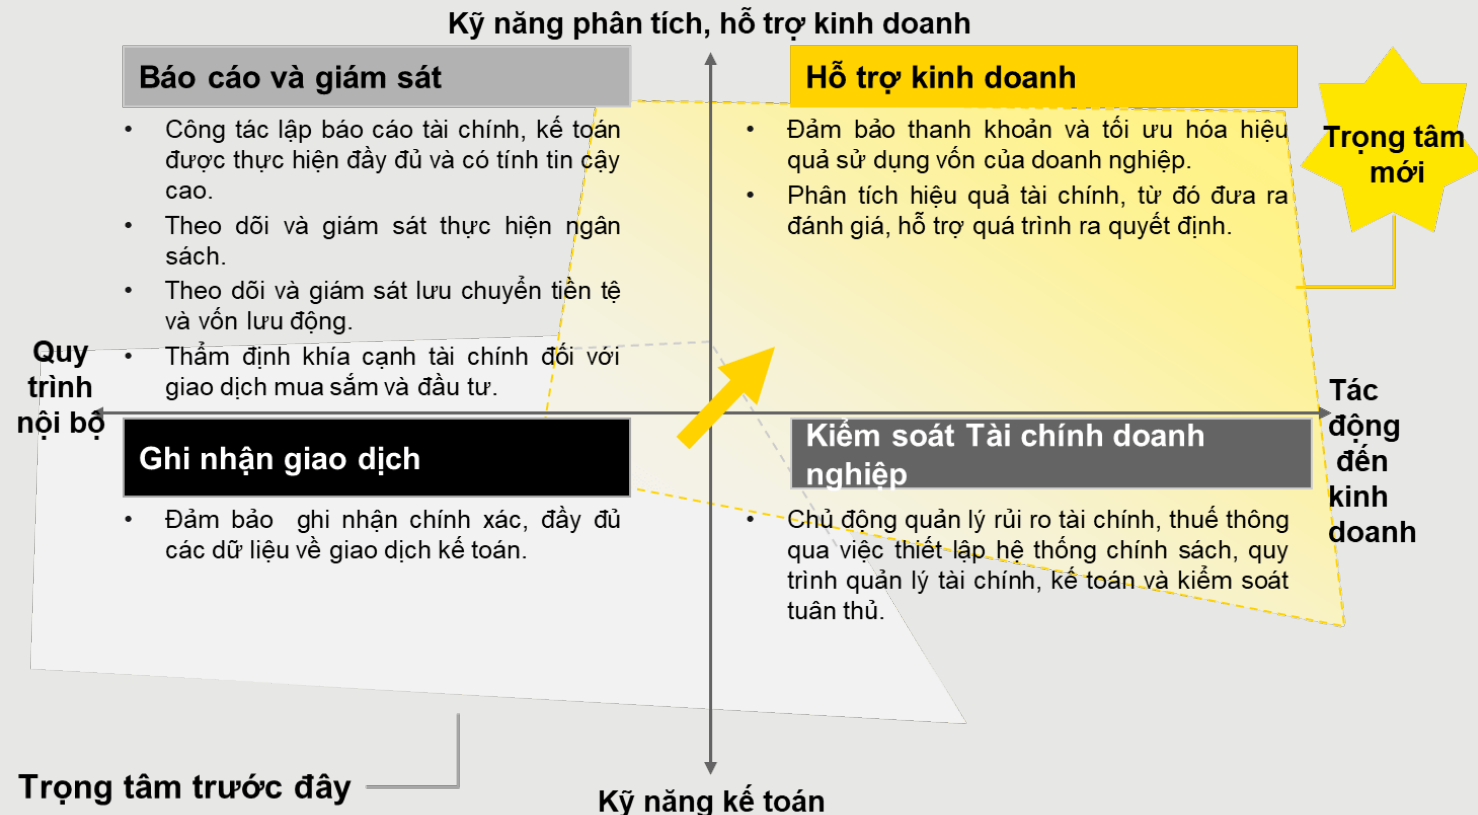 Kỹ năng phân tích, hỗ trợ kinh doanh
Báo cáo và giám sát
• Công tác lập báo cáo tài chính, kế toán
được thực hiện đầy đủ và có tính tin cậy
cao.
• Theo dõi và giám sát thực hiện ngân
sách.
• Theo dõi và giám sát lưu chuyển tiền tệ
và vốn lưu động.
• Thẩm định khía cạnh tài chính đối với
giao dịch mua sắm và đầu tư.
Hỗ trợ kinh doanh
• Đảm bảo thanh khoản và tối ưu hóa hiệu
quả sử dụng vốn của doanh nghiệp.
• Phân tích hiệu quả tài chính, từ đó đưa ra
đánh giá, hỗ trợ quá trình ra quyết định.
Trọng tâm
mới
Quy
trình
nội bộ
Tác
động
đến
kinh
doanh
Ghi nhận giao dịch
• Đảm bảo ghi nhận chính xác, đầy đủ
các dữ liệu về giao dịch kế toán.
Kiểm soát Tài chính doanh
nghiệp
• Chủ động quản lý rủi ro tài chính, thuế thông
qua việc thiết lập hệ thống chính sách, quy
trình quản lý tài chính, kế toán và kiểm soát
tuân thủ.
Trọng tâm trước đây
Kỹ năng kế toán